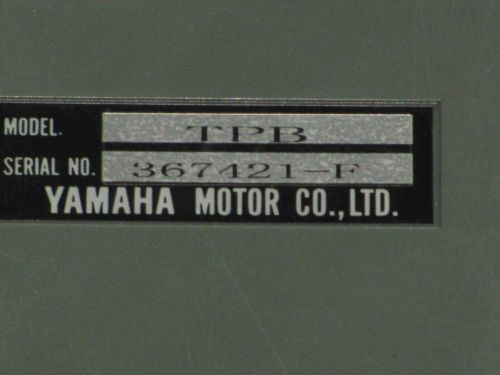 MODEL. TPB
SERIAL NO. 367421-F
YAMAHA MOTOR CO.,LTD.